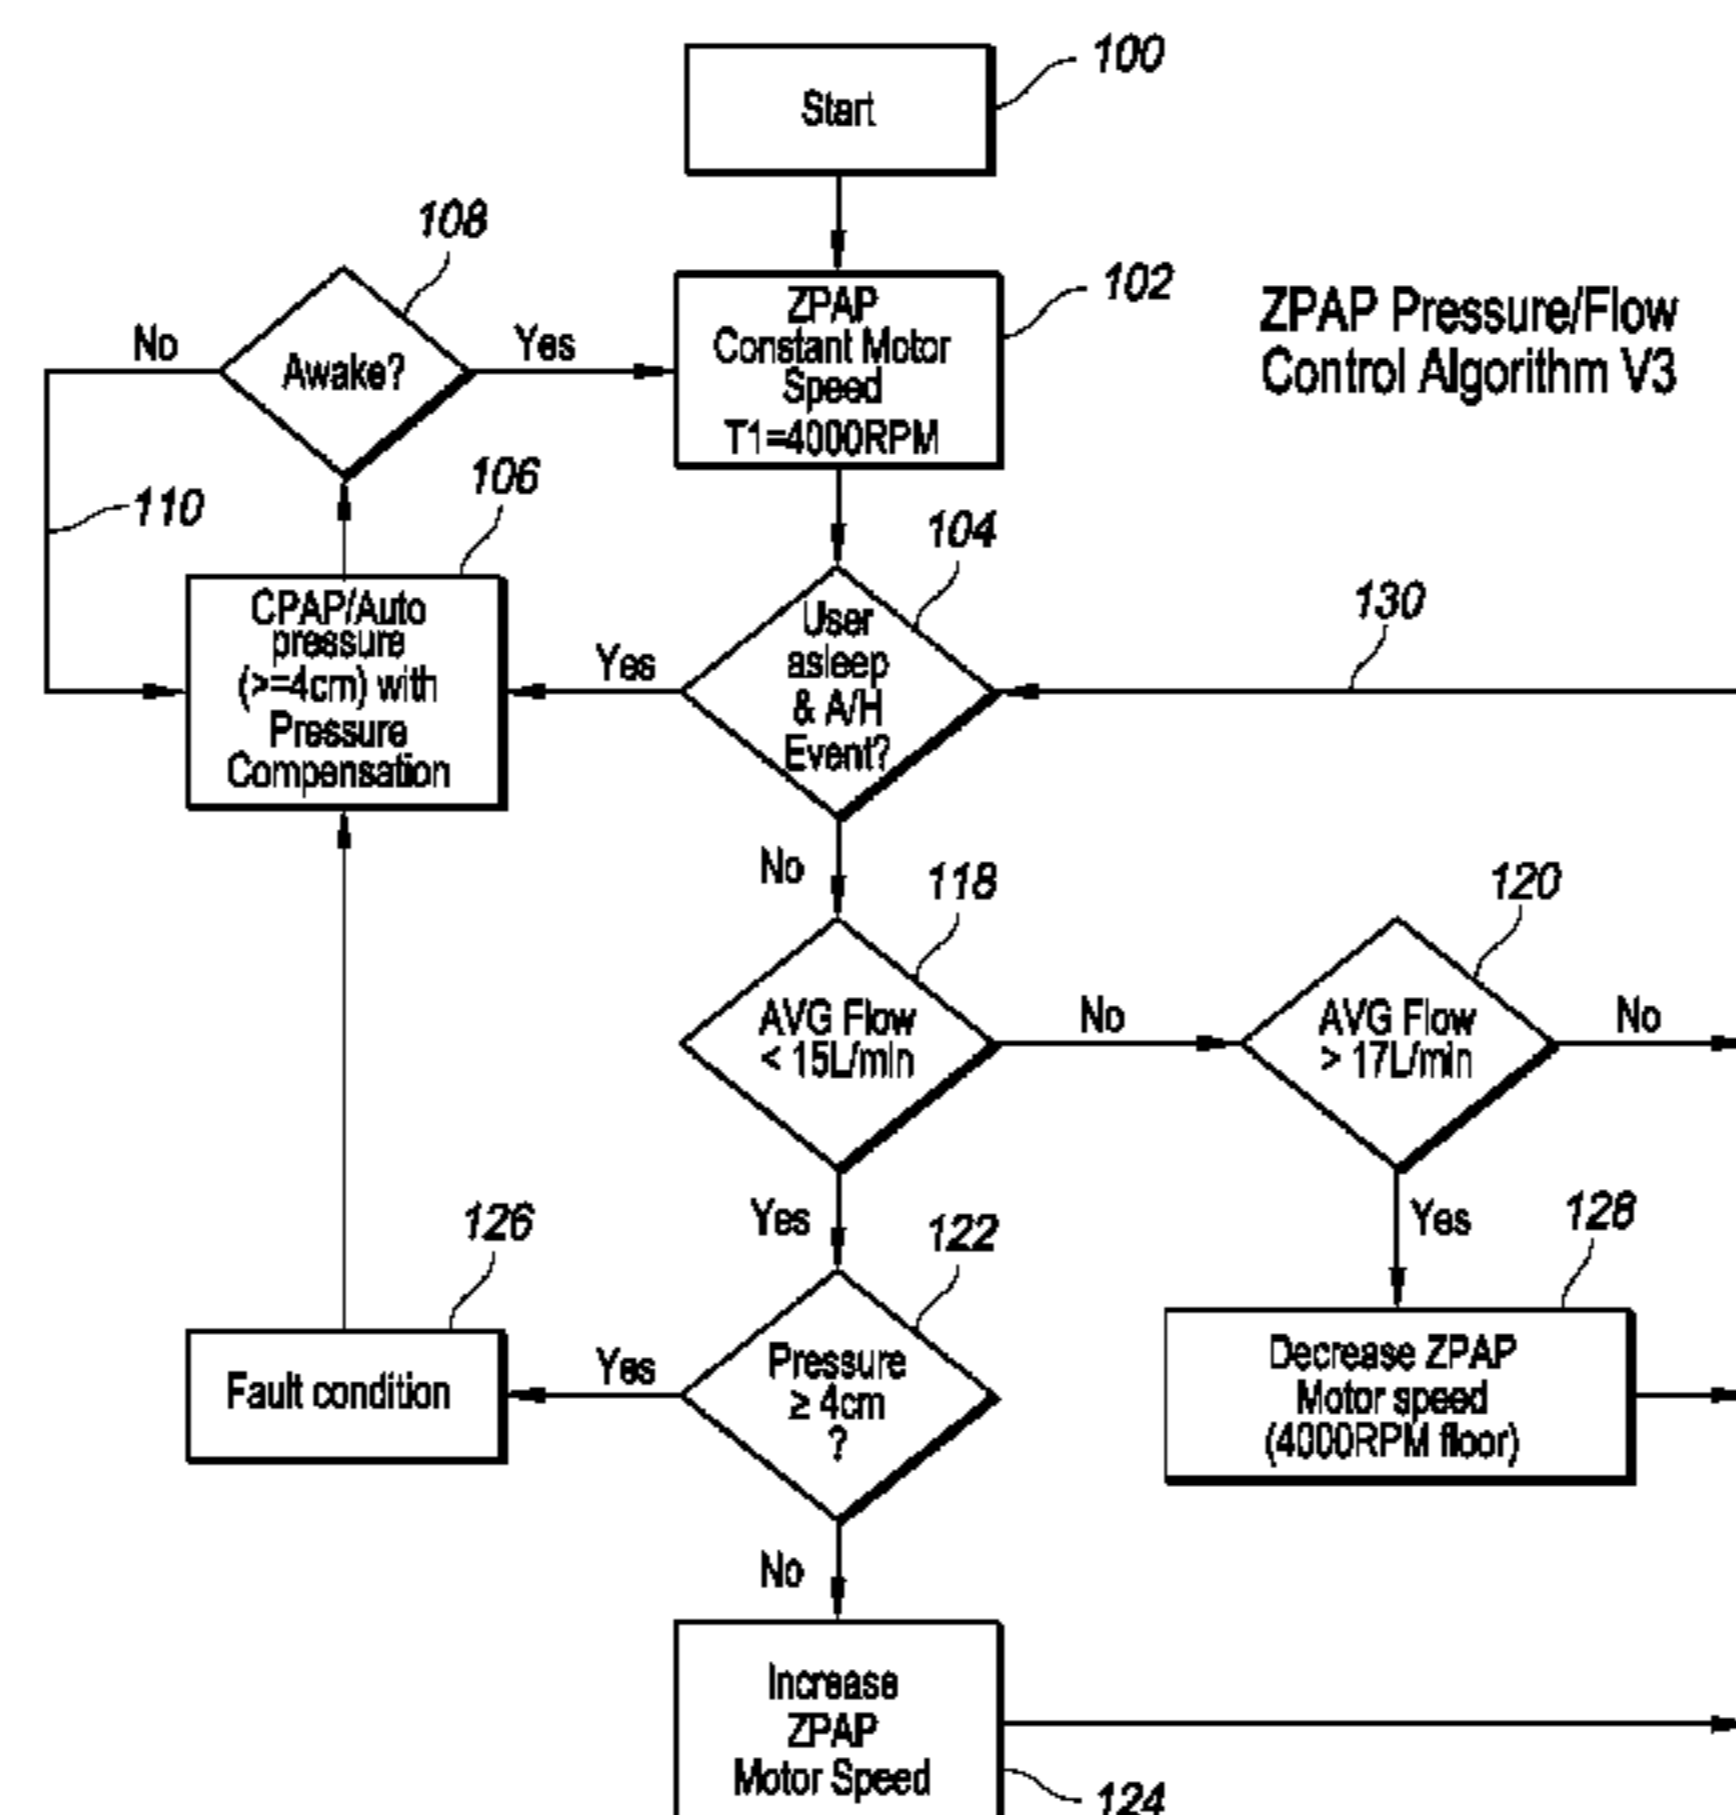 100
Start
108
102
ZPAP
Constant Motor
Speed
T1=4000RPM
ZPAP Pressure/Flow
Control Algorithm V3
No
Awake?
Yes
106
110
104
CPAP/Auto
pressure
(>=4cm) with
Pressure
Compensation
Yes
User
asleep
& A/H
Event?
130
No
118
120
AVG Flow
< 15L/min
No
AVG Flow
> 17L/min
No
Yes
Yes
126
122
128
Fault condition
Yes
Pressure
≥ 4cm
?
Decrease ZPAP
Motor speed
(4000RPM floor)
No
Increase
ZPAP
Motor Speed
124